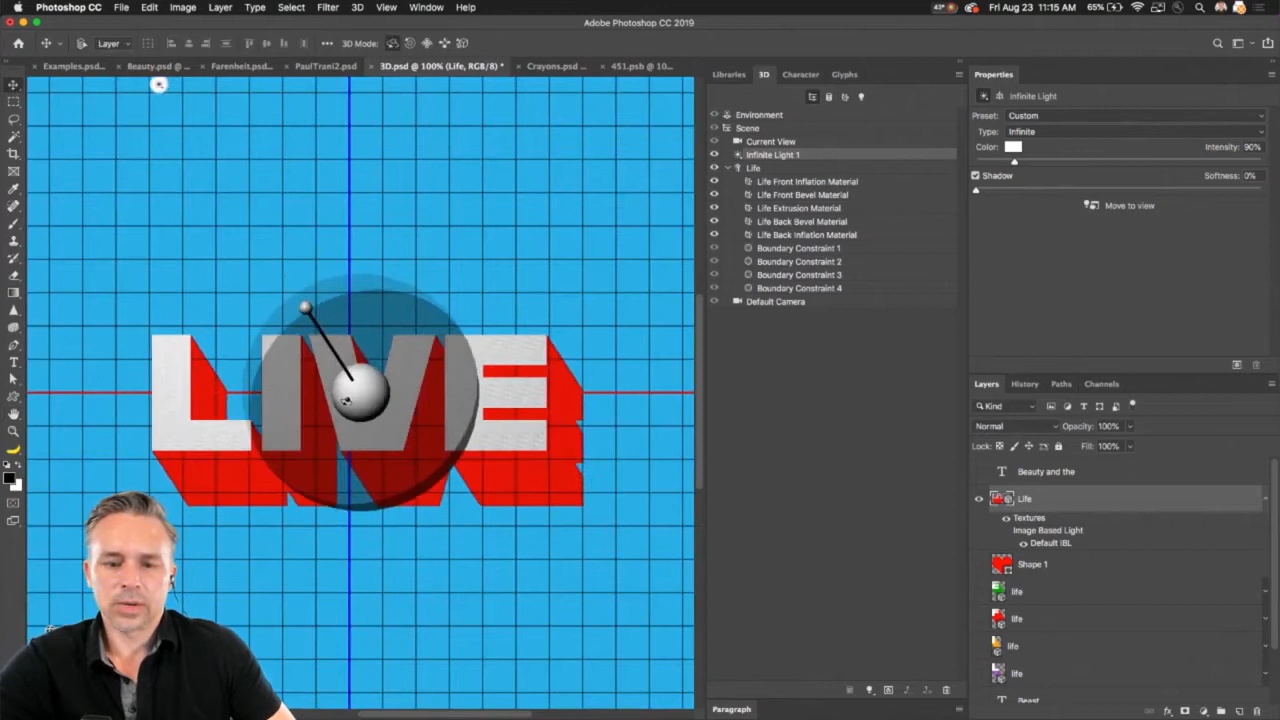 Photoshop CC File Edit Image Layer Type Select Filter 3D View Window Help
43° 65% Fri Aug 23 11:15 AM
Adobe Photoshop CC 2019
Layer 3D Mode:
Examples.psd... Beauty.psd @ ... Farenheit.psd... PaulTrani2.psd 3D.psd @ 100% (Life, RGB/8) * Crayons.psd ... 451.psb @ 10...
Libraries 3D Character Glyphs
Environment
Scene
Current View
Infinite Light 1
Life
Life Front Inflation Material
Life Front Bevel Material
Life Extrusion Material
Life Back Bevel Material
Life Back Inflation Material
Boundary Constraint 1
Boundary Constraint 2
Boundary Constraint 3
Boundary Constraint 4
Default Camera
Paragraph
Properties
Infinite Light
Preset: Custom
Type: Infinite
Color: Intensity: 90%
Shadow Softness: 0%
Move to view
Layers History Paths Channels
Kind
Normal Opacity: 100%
Lock: Fill: 100%
Beauty and the
Life
Textures
Image Based Light
Default IBL
Shape 1
life
life
life
life
Beast
LIVE